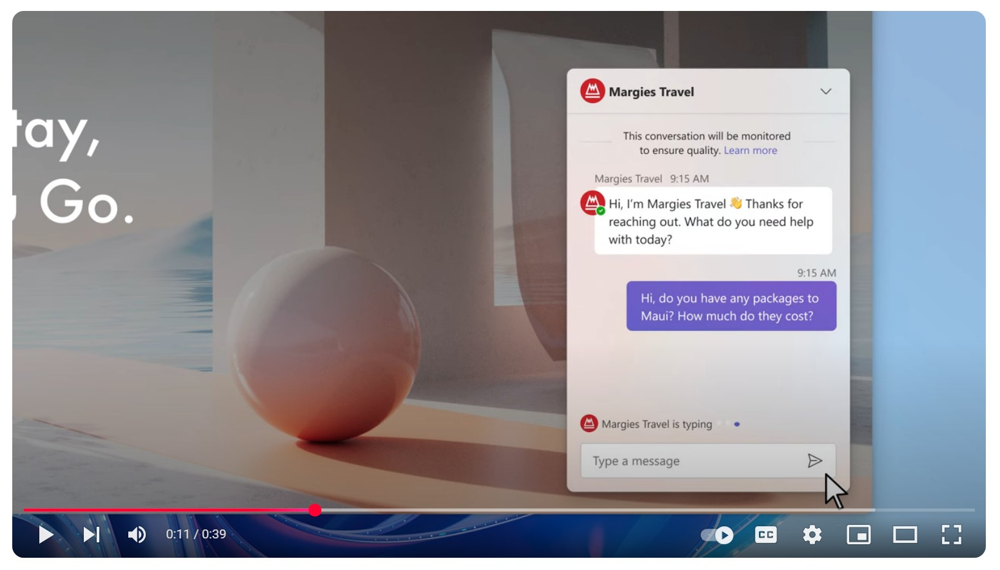 tay,
Go.
Margies Travel
This conversation will be monitored
to ensure quality. Learn more
Margies Travel 9:15 AM
Hi, I'm Margies Travel 👋 Thanks for
reaching out. What do you need help
with today?
9:15 AM
Hi, do you have any packages to
Maui? How much do they cost?
Margies Travel is typing
Type a message
0:11 / 0:39
CC